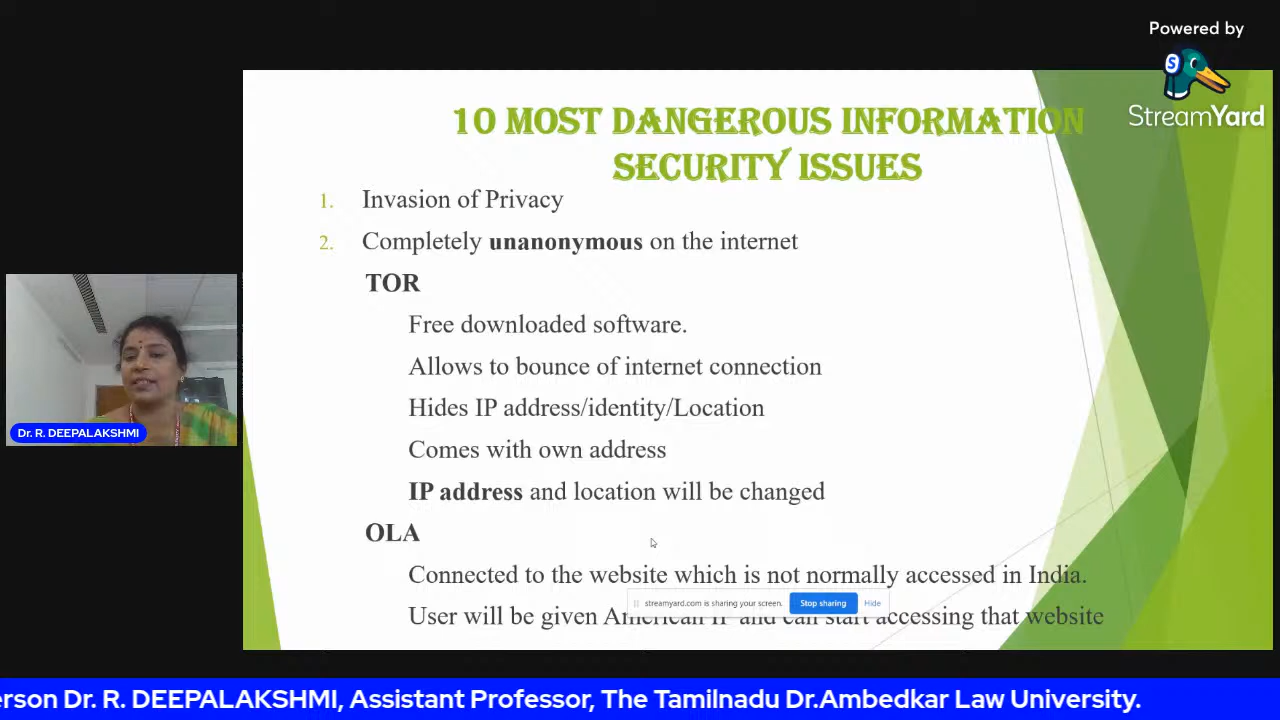 Powered by
StreamYard
10 MOST DANGEROUS INFORMATION
SECURITY ISSUES
1. Invasion of Privacy
2. Completely unanonymous on the internet
TOR
Free downloaded software.
Allows to bounce of internet connection
Hides IP address/identity/Location
Comes with own address
IP address and location will be changed
OLA
Connected to the website which is not normally accessed in India.
streamyard.com is sharing your screen. Stop sharing Hide
User will be given American IP and can start accessing that website
Dr. R. DEEPALAKSHMI
erson Dr. R. DEEPALAKSHMI, Assistant Professor, The Tamilnadu Dr.Ambedkar Law University.